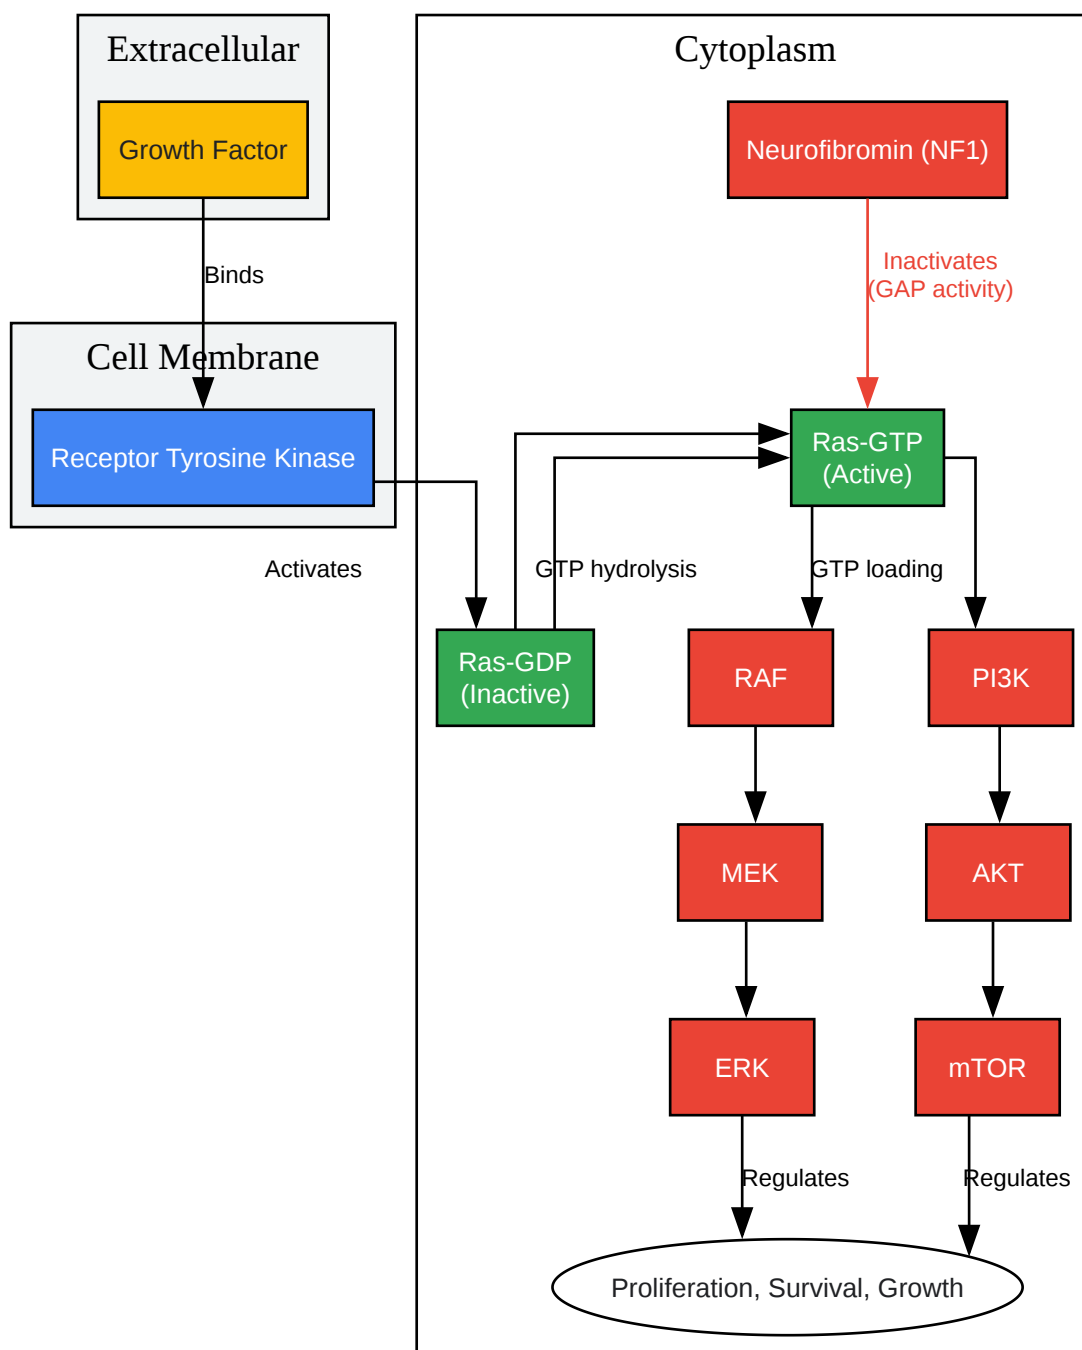 Extracellular
Cytoplasm
Growth Factor
Neurofibromin (NF1)
Binds
Inactivates
(GAP activity)
Cell Membrane
Receptor Tyrosine Kinase
Ras-GTP
(Active)
Activates
GTP hydrolysis
GTP loading
Ras-GDP
(Inactive)
RAF
PI3K
MEK
AKT
ERK
mTOR
Regulates
Regulates
Proliferation, Survival, Growth